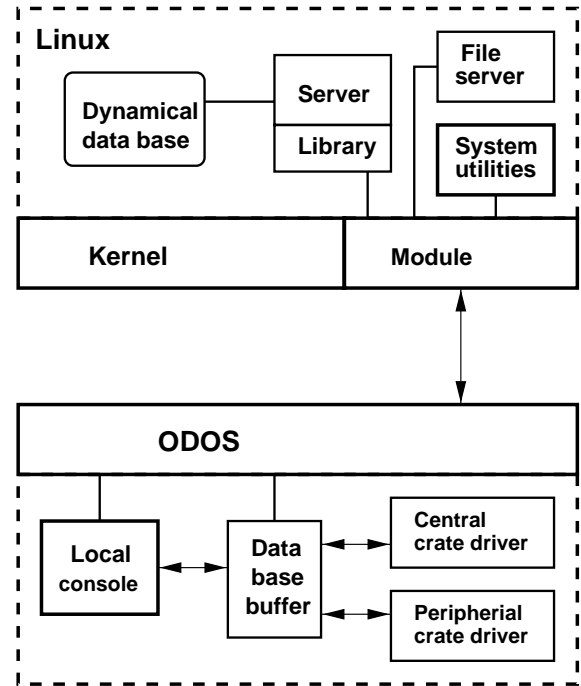 Linux
Dynamical
data base
Server
Library
File
server
System
utilities
Kernel
Module
ODOS
Local
console
Data
base
buffer
Central
crate driver
Peripherial
crate driver